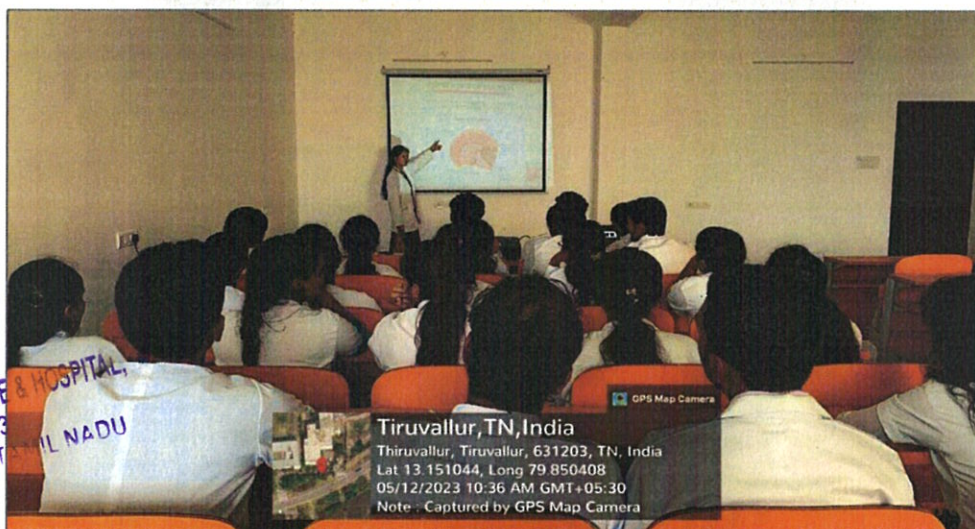 E & HOSPITAL,
TAMIL NADU
GPS Map Camera
Tiruvallur,TN,India
Thiruvallur, Tiruvallur, 631203, TN, India
Lat 13.151044, Long 79.850408
05/12/2023 10:36 AM GMT+05:30
Note : Captured by GPS Map Camera